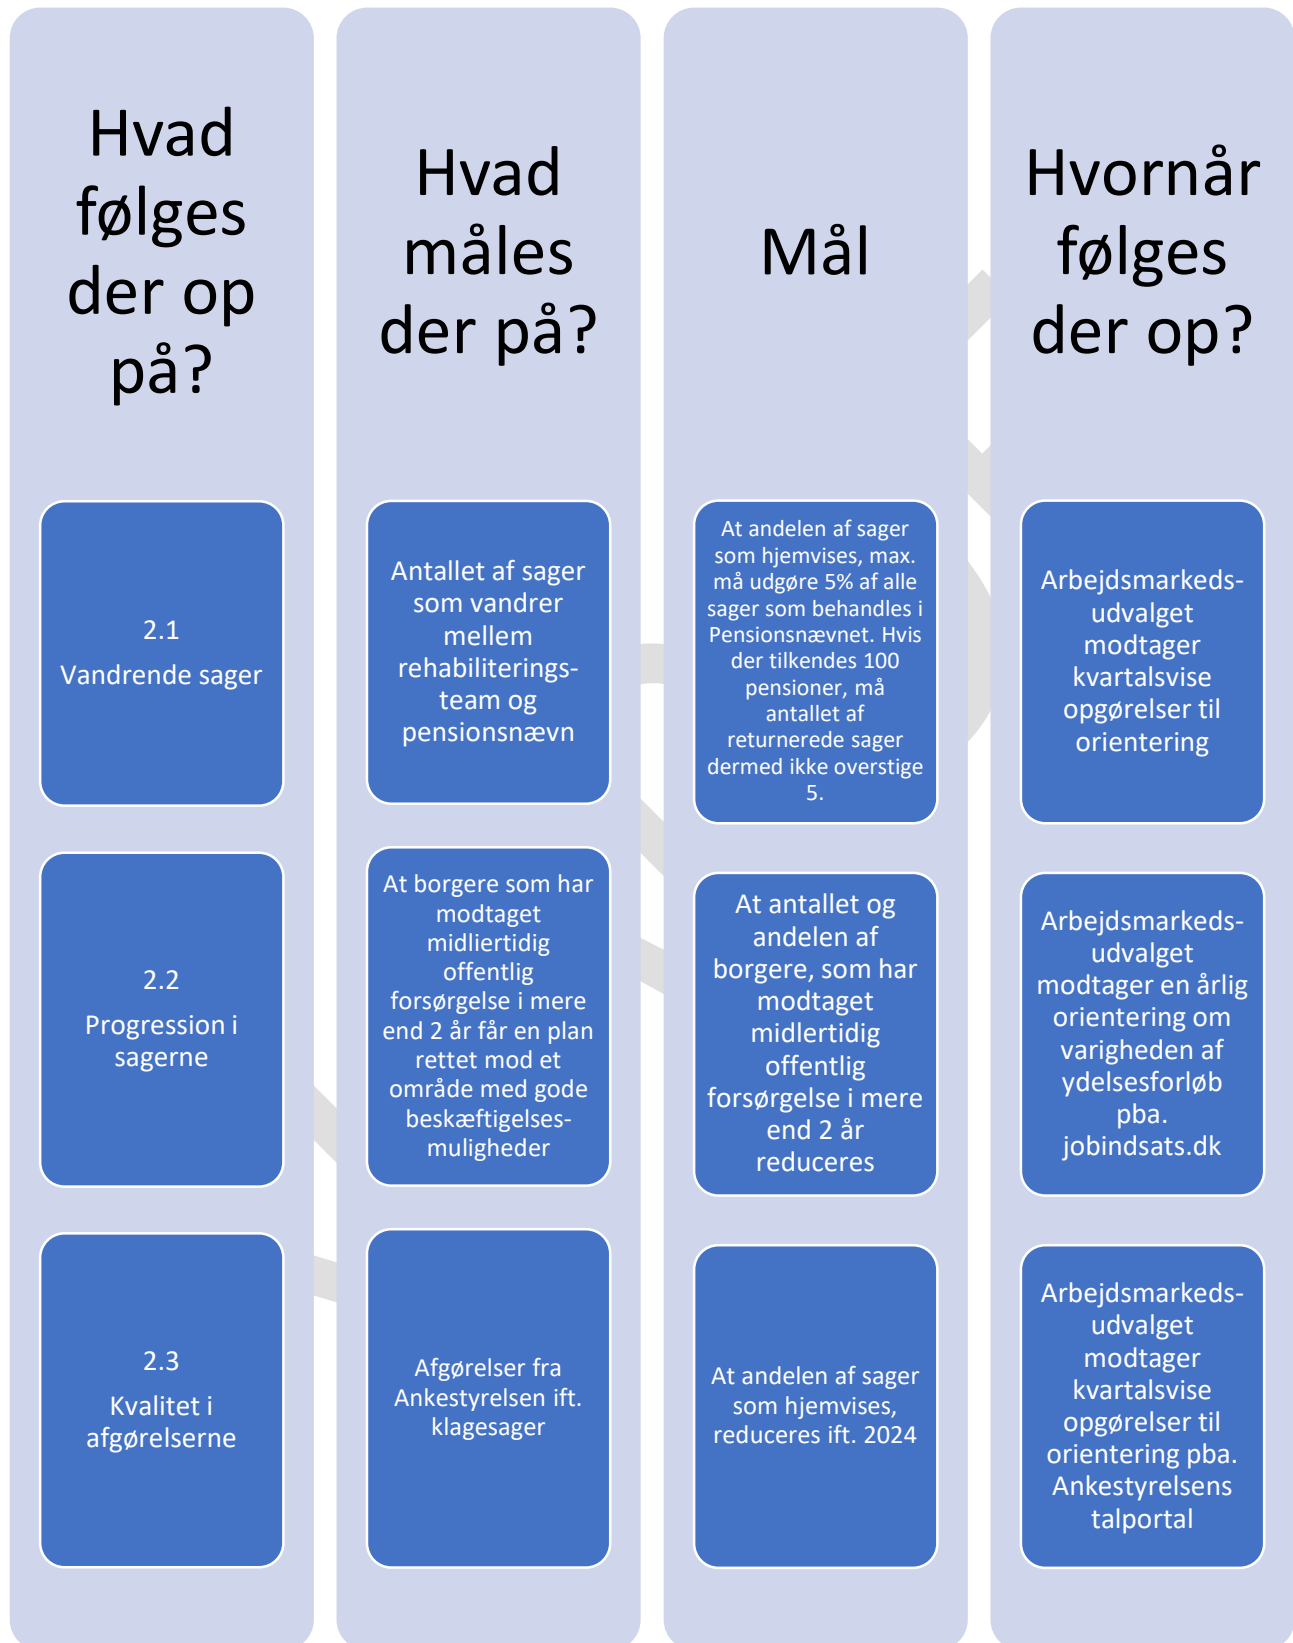 Hvad
følges
der op
på?
2.1
Vandrende sager
2.2
Progression i
sagerne
2.3
Kvalitet i
afgørelserne
Hvad
måles
der på?
Antallet af sager
som vandrer
mellem
rehabiliterings-
team og
pensionsnævn
At borgere som har
modtaget
midliertidig
offentlig
forsørgelse i mere
end 2 år får en plan
rettet mod et
område med gode
beskæftigelses-
muligheder
Afgørelser fra
Ankestyrelsen ift.
klagesager
Mål
At andelen af sager
som hjemvises, max.
må udgøre 5% af alle
sager som behandles i
Pensionsnævnet. Hvis
der tilkendes 100
pensioner, må
antallet af
returnerede sager
dermed ikke overstige
5.
At antallet og
andelen af
borgere, som har
modtaget
midlertidig
offentlig
forsørgelse i mere
end 2 år
reduceres
At andelen af sager
som hjemvises,
reduceres ift. 2024
Hvornår
følges
der op?
Arbejdsmarkeds-
udvalget
modtager
kvartalsvise
opgørelser til
orientering
Arbejdsmarkeds-
udvalget
modtager en årlig
orientering om
varigheden af
ydelsesforløb
pba.
jobindsats.dk
Arbejdsmarkeds-
udvalget
modtager
kvartalsvise
opgørelser til
orientering pba.
Ankestyrelsens
talportal